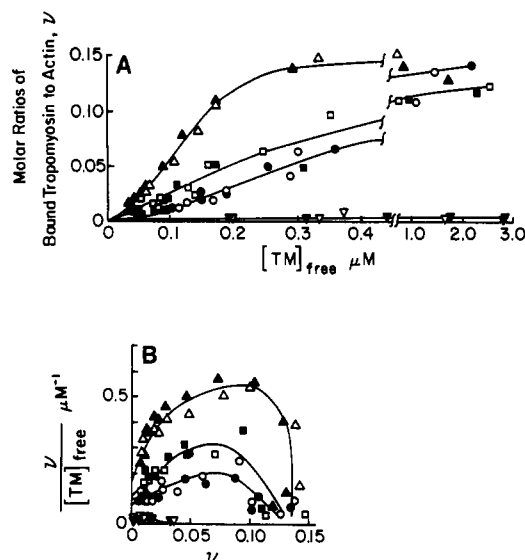 A
Molar Ratios of
Bound Tropomyosin to Actin, ν
0.15
0.10
0.05
0
0 0.1 0.2 0.3 0.4 1.0 2.0 3.0
[TM]free μM
B
ν
[TM]free
μM⁻¹
0.5
0
0 0.05 0.10 0.15
ν